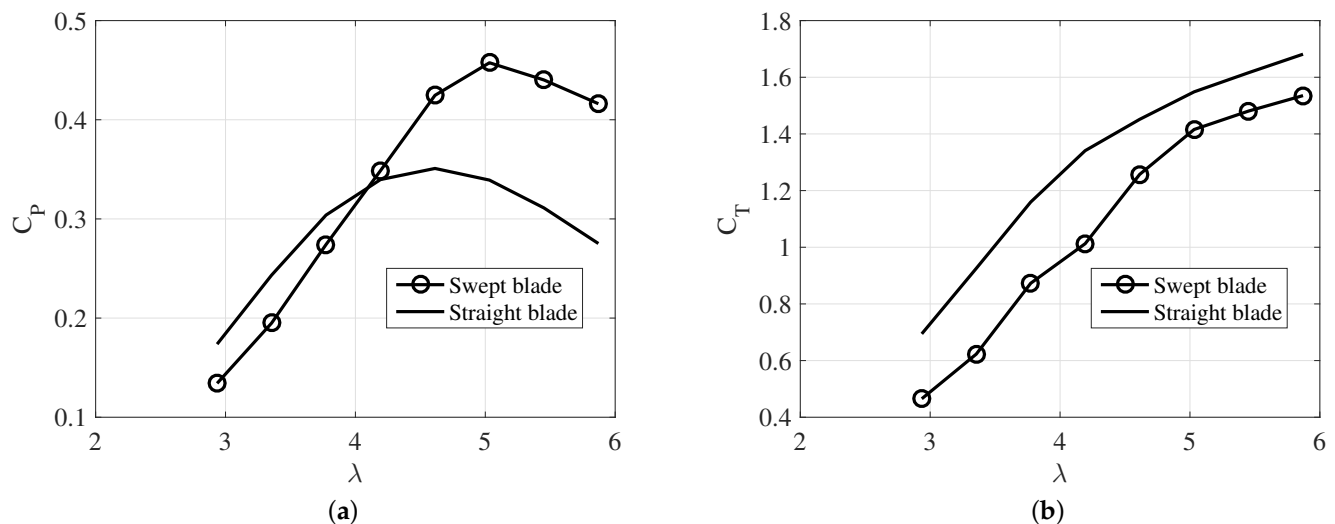 0.5
0.4
0.3
0.2
0.1
C_P
2 3 4 5 6
λ
Swept blade
Straight blade
(a)
1.8
1.6
1.4
1.2
1
0.8
0.6
0.4
C_T
2 3 4 5 6
λ
Swept blade
Straight blade
(b)